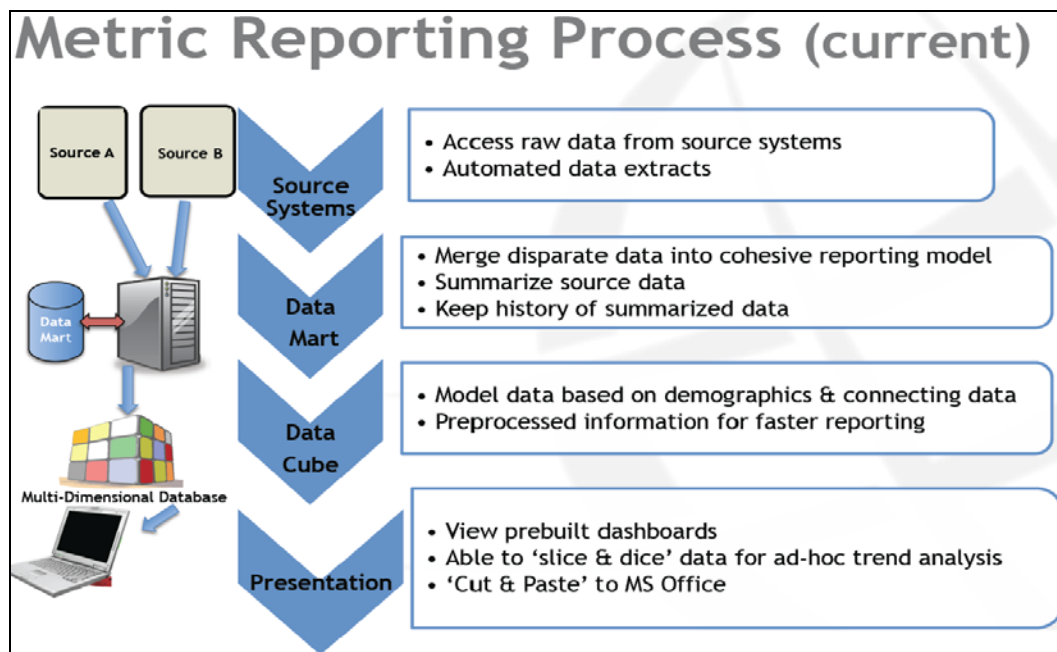 Metric Reporting Process (current)
Source A
Source B
Source
Systems
• Access raw data from source systems
• Automated data extracts
Data
Mart
Data
Mart
• Merge disparate data into cohesive reporting model
• Summarize source data
• Keep history of summarized data
Data
Cube
• Model data based on demographics & connecting data
• Preprocessed information for faster reporting
Multi-Dimensional Database
Presentation
• View prebuilt dashboards
• Able to ‘slice & dice’ data for ad-hoc trend analysis
• ‘Cut & Paste’ to MS Office